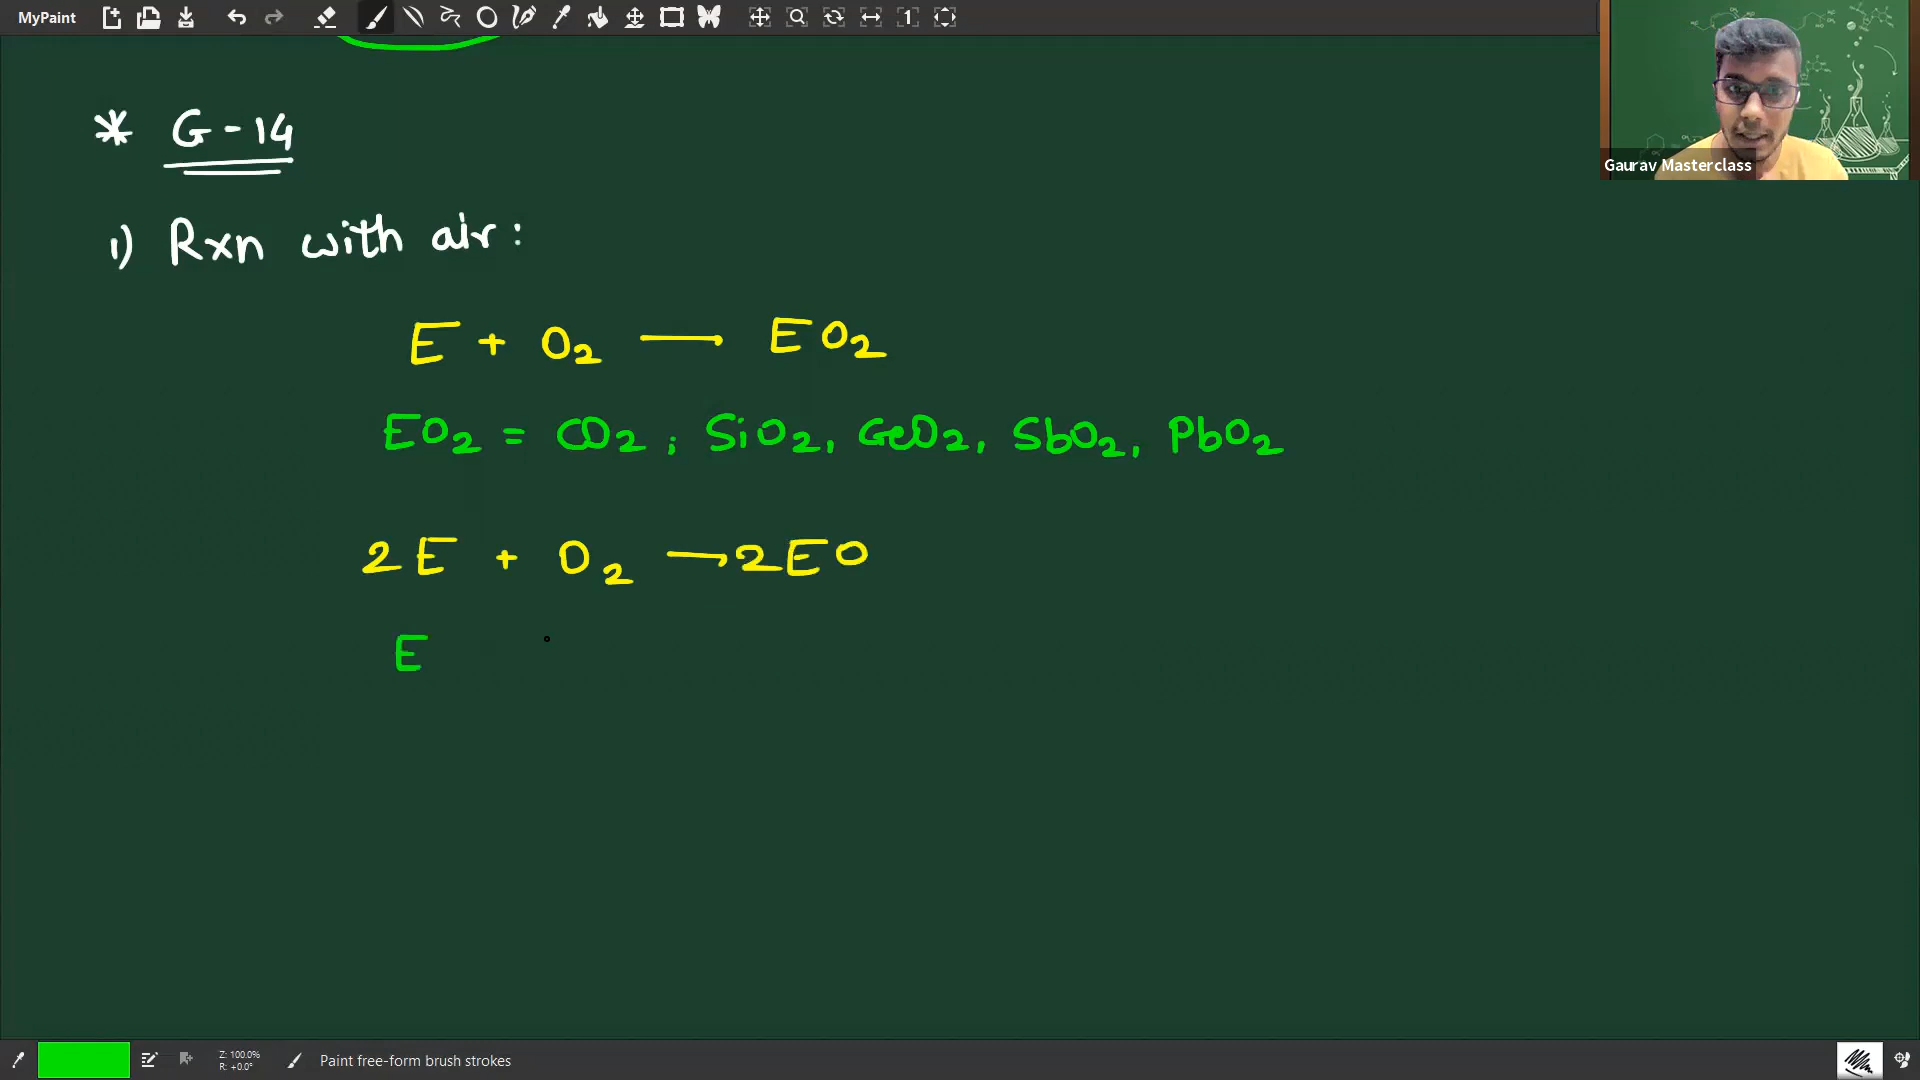 MyPaint
Gaurav Masterclass
* G-14
1) Rxn with air:
E + O₂ → EO₂
EO₂ = CO₂; SiO₂, GeO₂, SbO₂, PbO₂
2E + O₂ → 2EO
E
Z: 100.0%
R: +0.0°
Paint free-form brush strokes